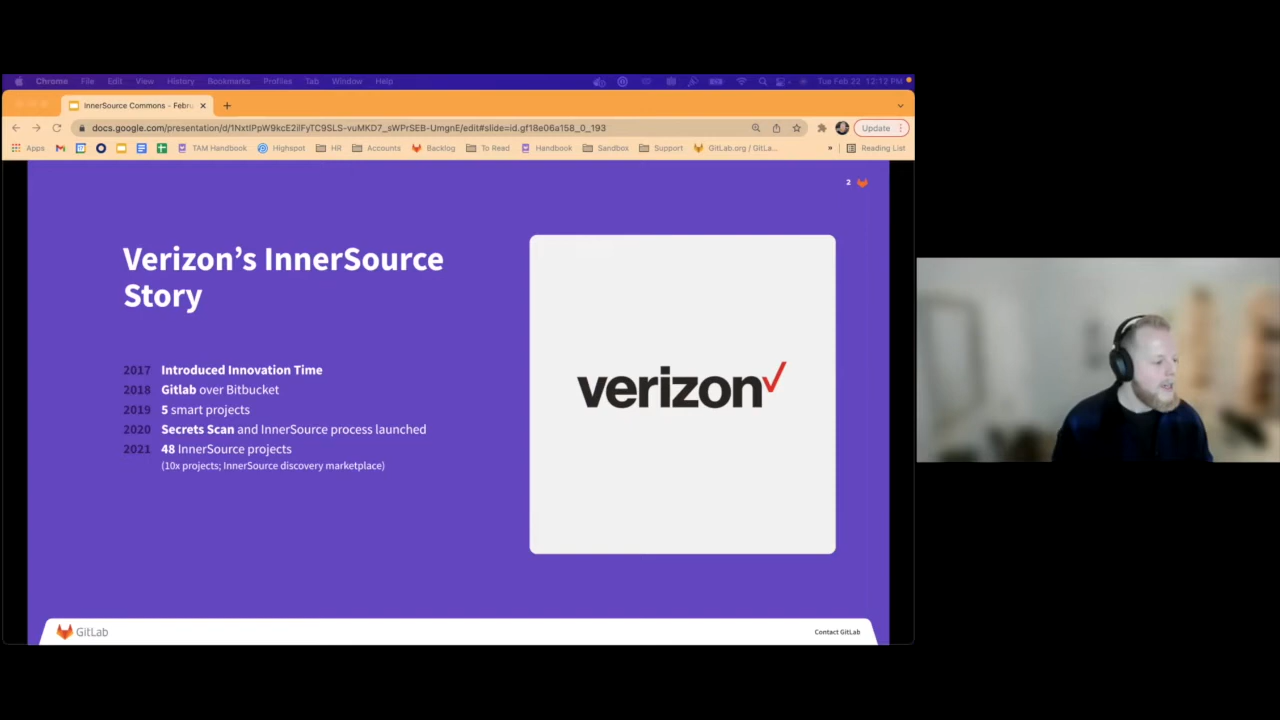 Chrome File Edit View History Bookmarks Profiles Tab Window Help Tue Feb 22 12:12 PM
InnerSource Commons - Febru
docs.google.com/presentation/d/1NxtIPpW9kcE2iIFyTC9SLS-vuMKD7_sWPrSEB-UmgnE/edit#slide=id.gf18e06a158_0_193 Update
Apps TAM Handbook Highspot HR Accounts Backlog To Read Handbook Sandbox Support GitLab.org / GitLa... » Reading List
2
Verizon's InnerSource
Story
verizon
2017 Introduced Innovation Time
2018 Gitlab over Bitbucket
2019 5 smart projects
2020 Secrets Scan and InnerSource process launched
2021 48 InnerSource projects
(10x projects; InnerSource discovery marketplace)
GitLab
Contact GitLab